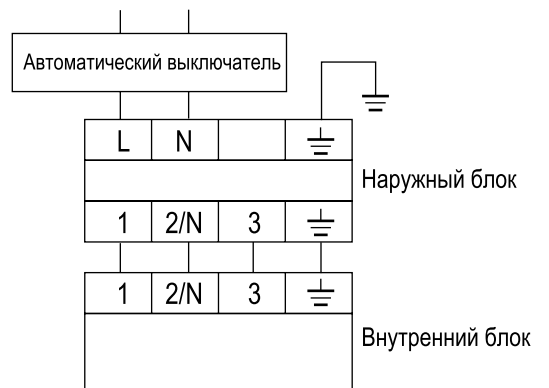 Автоматический выключатель
L N
Наружный блок
1 2/N 3
1 2/N 3
Внутренний блок